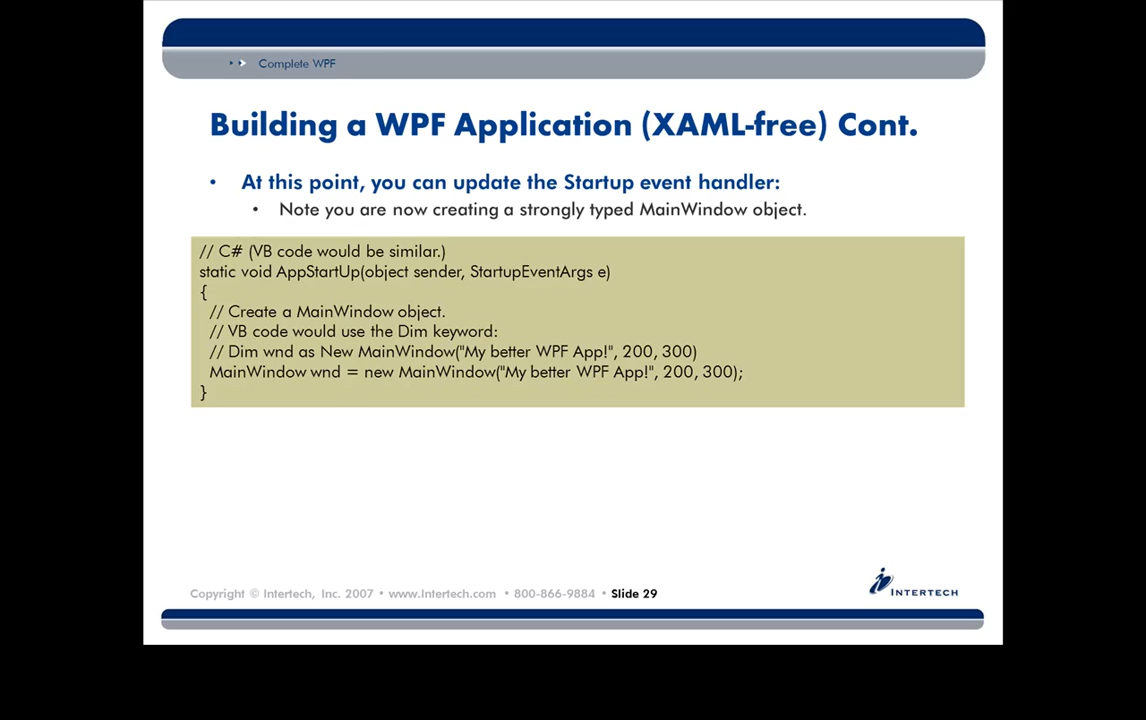 Complete WPF
Building a WPF Application (XAML-free) Cont.
• At this point, you can update the Startup event handler:
• Note you are now creating a strongly typed MainWindow object.
// C# (VB code would be similar.)
static void AppStartUp(object sender, StartupEventArgs e)
{
// Create a MainWindow object.
// VB code would use the Dim keyword:
// Dim wnd as New MainWindow("My better WPF App!", 200, 300)
MainWindow wnd = new MainWindow("My better WPF App!", 200, 300);
}
Copyright © Intertech, Inc. 2007 • www.Intertech.com • 800-866-9884 • Slide 29
INTERTECH